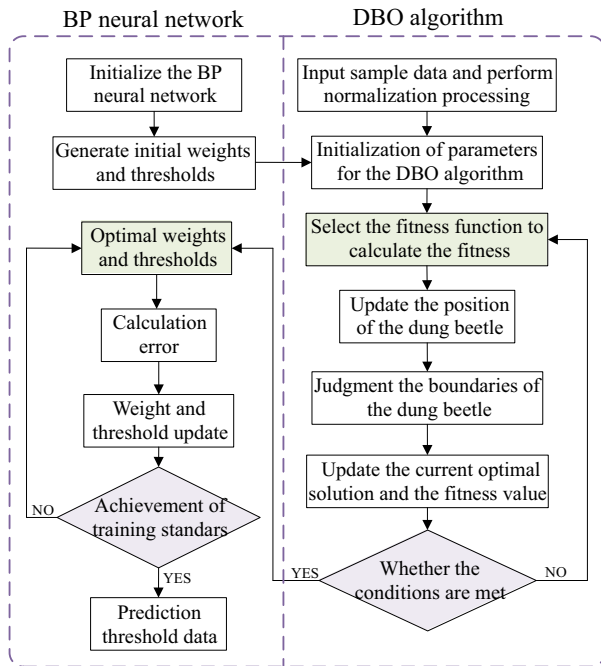 BP neural network
DBO algorithm
Initialize the BP
neural network
Generate initial weights
and thresholds
Optimal weights
and thresholds
Calculation
error
Weight and
threshold update
Achievement of
training standars
NO
YES
Prediction
threshold data
Input sample data and perform
normalization processing
Initialization of parameters
for the DBO algorithm
Select the fitness function to
calculate the fitness
Update the position
of the dung beetle
Judgment the boundaries of
the dung beetle
Update the current optimal
solution and the fitness value
Whether the
conditions are met
YES
NO